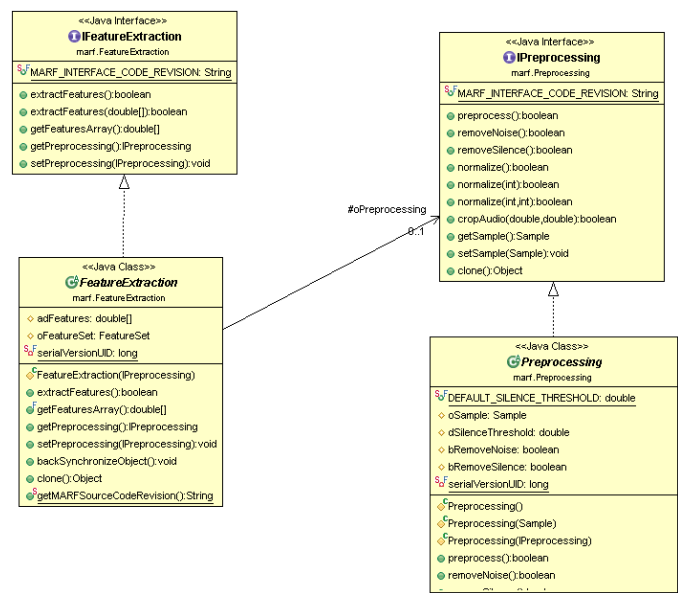 <<Java Interface>>
IFeatureExtraction
marf.FeatureExtraction
MARF_INTERFACE_CODE_REVISION: String
extractFeatures():boolean
extractFeatures(double[]):boolean
getFeaturesArray():double[]
getPreprocessing():IPreprocessing
setPreprocessing(IPreprocessing):void
<<Java Interface>>
IPreprocessing
marf.Preprocessing
MARF_INTERFACE_CODE_REVISION: String
preprocess():boolean
removeNoise():boolean
removeSilence():boolean
normalize():boolean
normalize(int):boolean
normalize(int,int):boolean
cropAudio(double,double):boolean
getSample():Sample
setSample(Sample):void
clone():Object
#oPreprocessing
0..1
<<Java Class>>
FeatureExtraction
marf.FeatureExtraction
adFeatures: double[]
oFeatureSet: FeatureSet
serialVersionUID: long
FeatureExtraction(IPreprocessing)
extractFeatures():boolean
getFeaturesArray():double[]
getPreprocessing():IPreprocessing
setPreprocessing(IPreprocessing):void
backSynchronizeObject():void
clone():Object
getMARFSourceCodeRevision():String
<<Java Class>>
Preprocessing
marf.Preprocessing
DEFAULT_SILENCE_THRESHOLD: double
oSample: Sample
dSilenceThreshold: double
bRemoveNoise: boolean
bRemoveSilence: boolean
serialVersionUID: long
Preprocessing()
Preprocessing(Sample)
Preprocessing(IPreprocessing)
preprocess():boolean
removeNoise():boolean